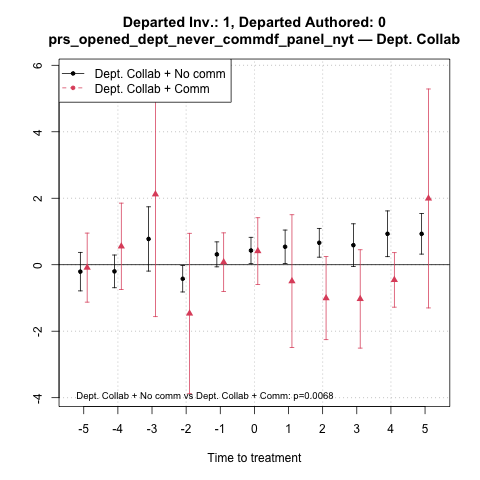 Departed Inv.: 1, Departed Authored: 0
prs_opened_dept_never_commdf_panel_nyt — Dept. Collab
Dept. Collab + No comm
Dept. Collab + Comm
6
4
2
0
-2
-4
Dept. Collab + No comm vs Dept. Collab + Comm: p=0.0068
-5 -4 -3 -2 -1 0 1 2 3 4 5
Time to treatment